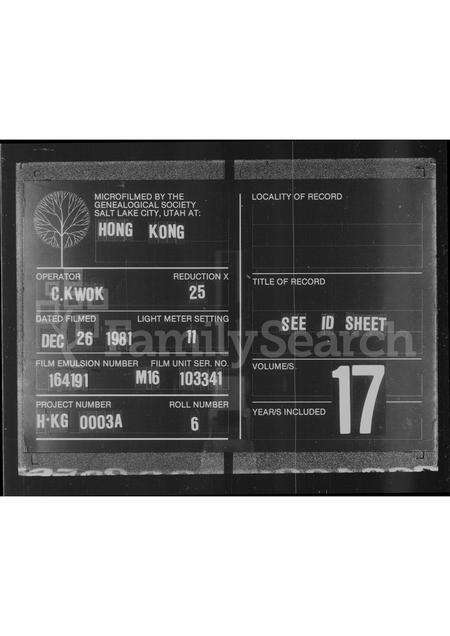 MICROFILMED BY THE
GENEALOGICAL SOCIETY
SALT LAKE CITY, UTAH AT:
HONG KONG
OPERATOR REDUCTION X
C.KWOK 25
DATED FILMED LIGHT METER SETTING
DEC 26 1981 11
FILM EMULSION NUMBER FILM UNIT SER. NO.
164191 M16 103341
PROJECT NUMBER ROLL NUMBER
H-KG 0003A 6
LOCALITY OF RECORD
TITLE OF RECORD
SEE ID SHEET
VOLUME/S
17
YEAR/S INCLUDED
FamilySearch